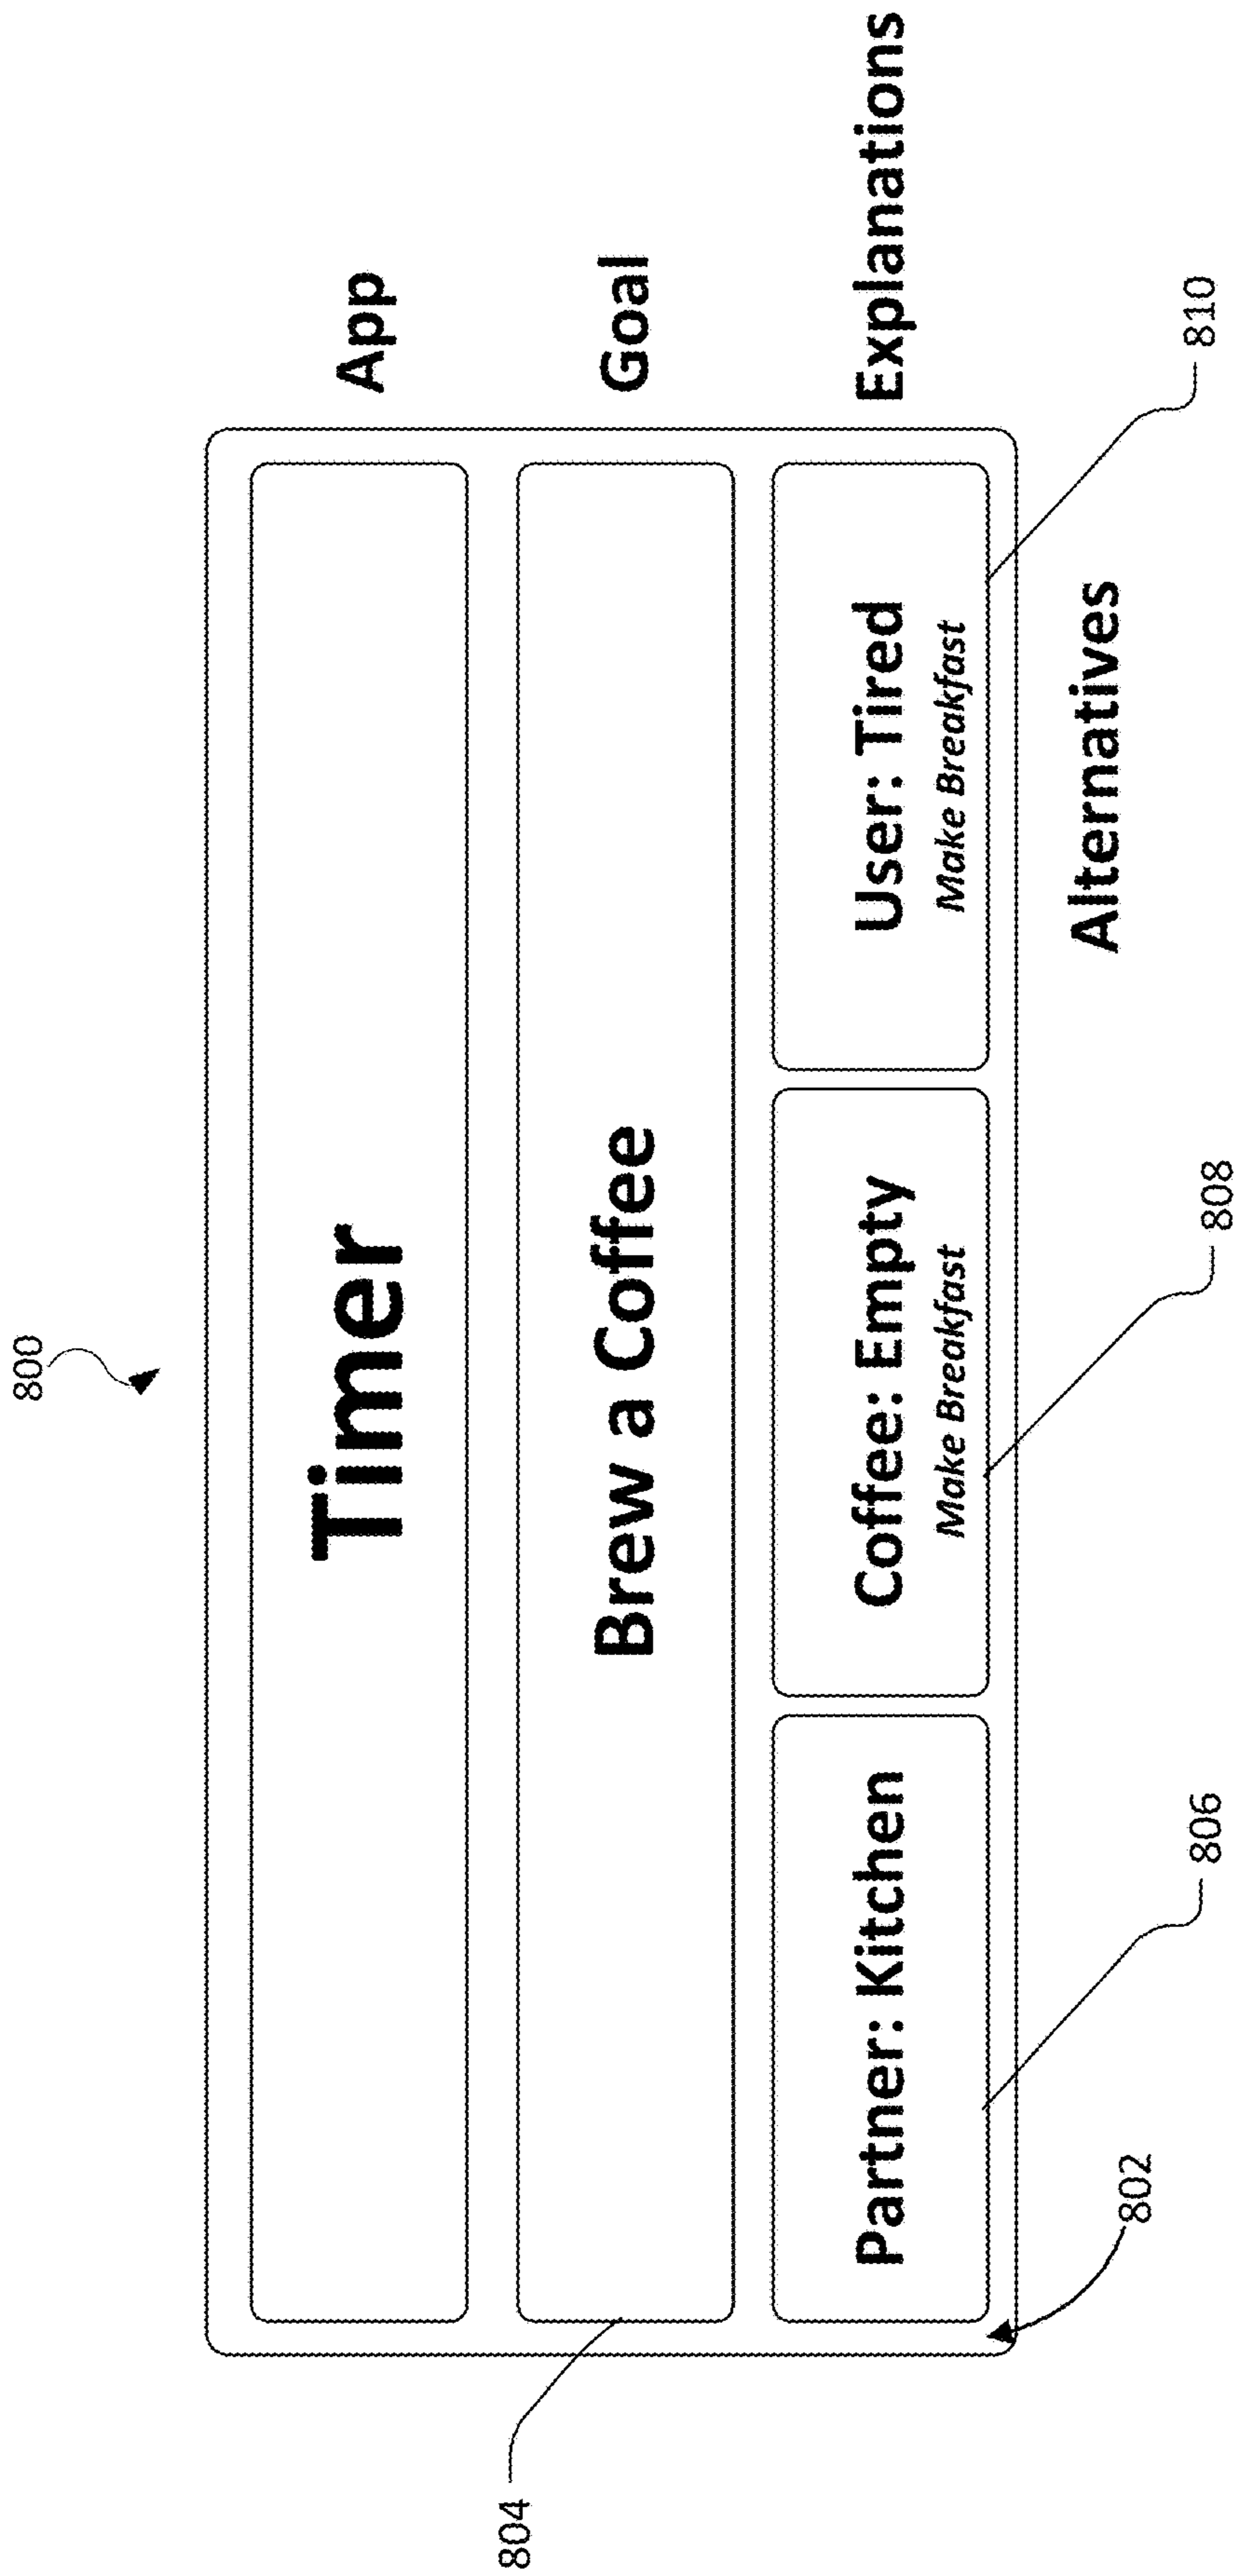 800
Timer
App
804
Brew a Coffee
Goal
Partner: Kitchen
Coffee: Empty
Make Breakfast
User: Tired
Make Breakfast
Explanations
Alternatives
802
806
808
810